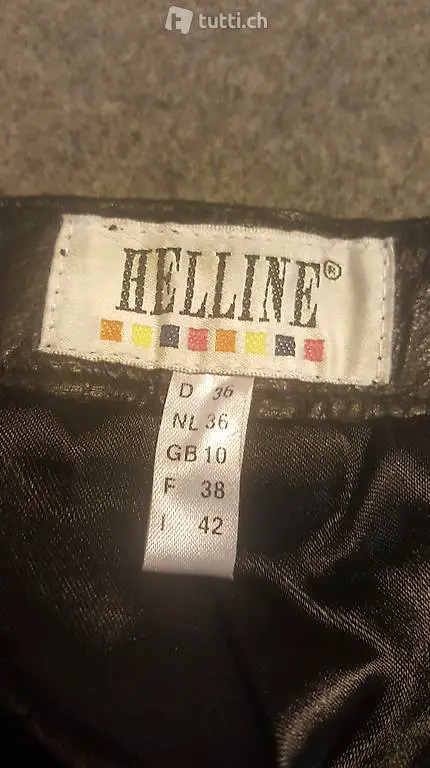 tutti.ch
HELLINE®
D 36
NL 36
GB 10
F 38
I 42